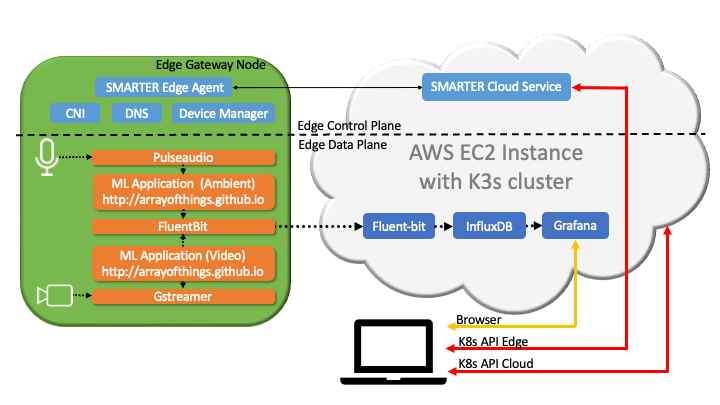 Edge Gateway Node
SMARTER Edge Agent
SMARTER Cloud Service
CNI
DNS
Device Manager
Edge Control Plane
Edge Data Plane
AWS EC2 Instance
with K3s cluster
Pulseaudio
ML Application (Ambient)
http://arrayofthings.github.io
FluentBit
Fluent-bit
InfluxDB
Grafana
ML Application (Video)
http://arrayofthings.github.io
Gstreamer
Browser
K8s API Edge
K8s API Cloud